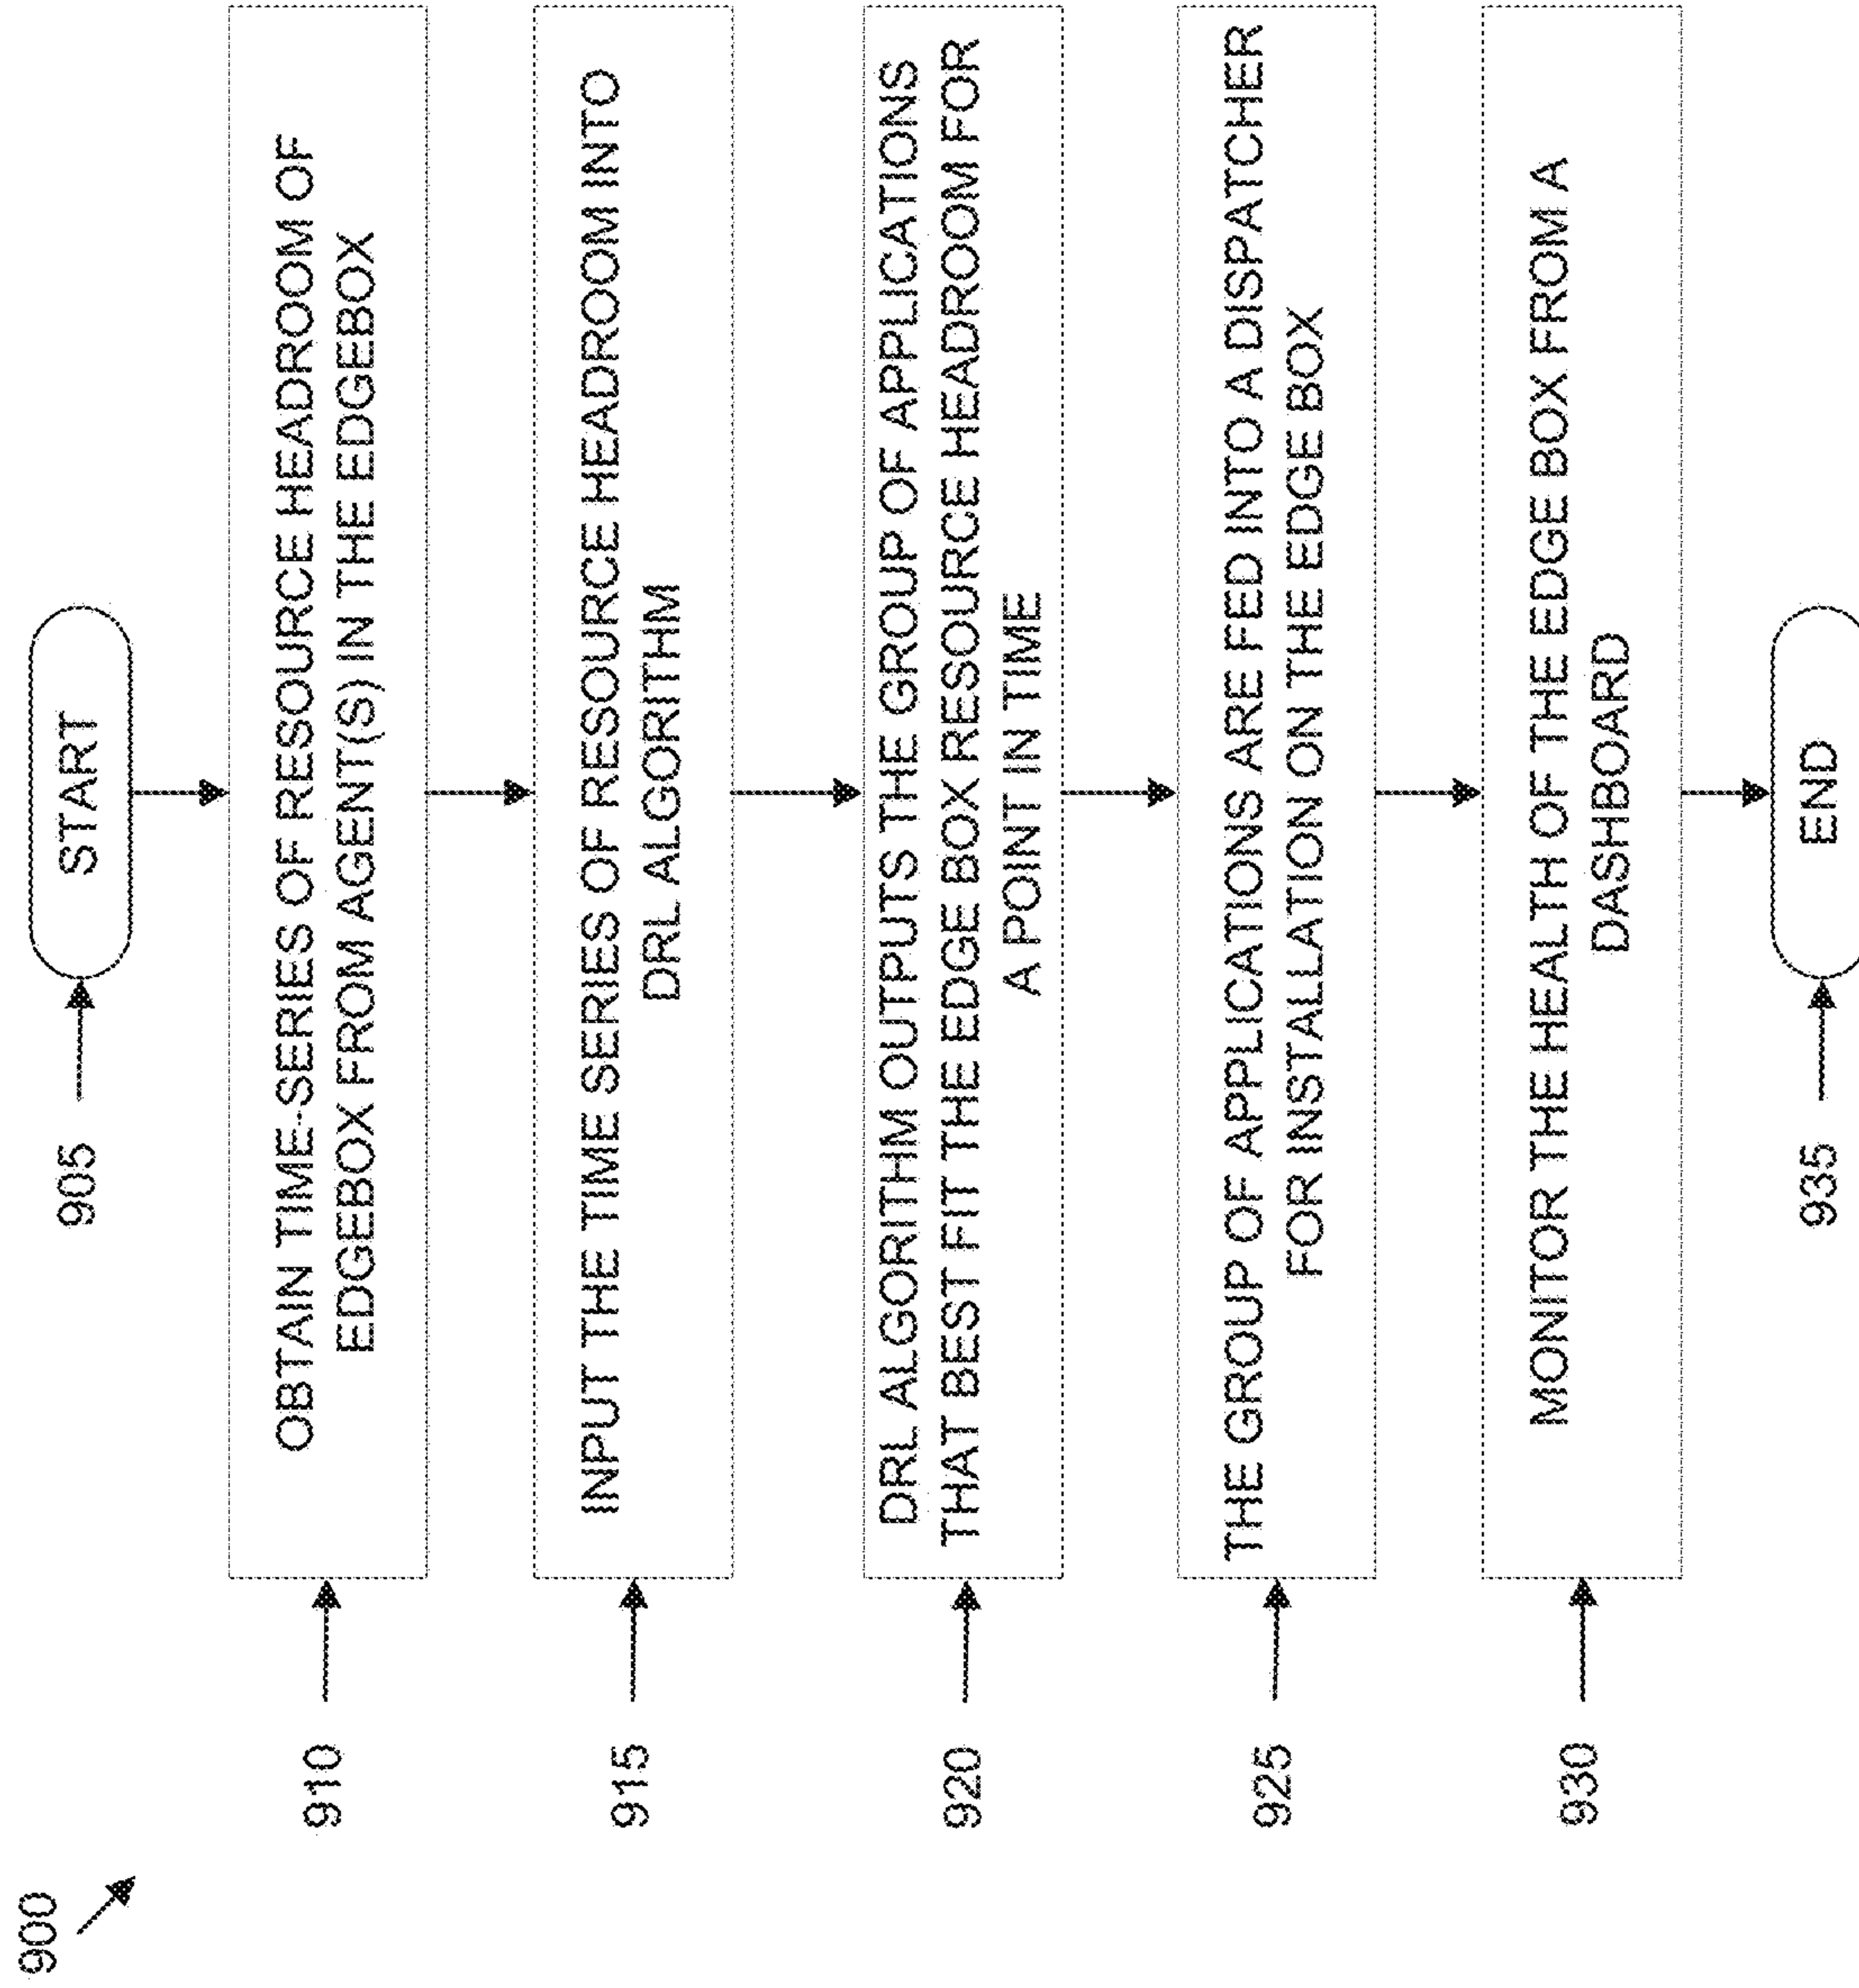 900
905
START
910
OBTAIN TIME-SERIES OF RESOURCE HEADROOM OF
EDGEBOX FROM AGENT(S) IN THE EDGEBOX
915
INPUT THE TIME SERIES OF RESOURCE HEADROOM INTO
DRL ALGORITHM
920
DRL ALGORITHM OUTPUTS THE GROUP OF APPLICATIONS
THAT BEST FIT THE EDGE BOX RESOURCE HEADROOM FOR
A POINT IN TIME
925
THE GROUP OF APPLICATIONS ARE FED INTO A DISPATCHER
FOR INSTALLATION ON THE EDGE BOX
930
MONITOR THE HEALTH OF THE EDGE BOX FROM A
DASHBOARD
935
END